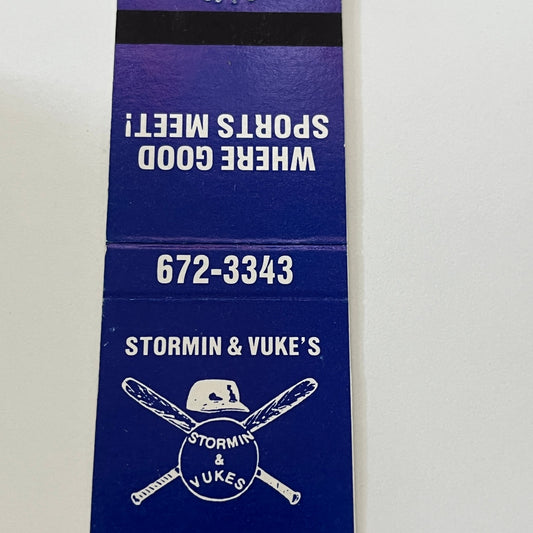 WHERE GOOD
SPORTS MEET!
672-3343
STORMIN & VUKE'S
STORMIN
&
VUKES